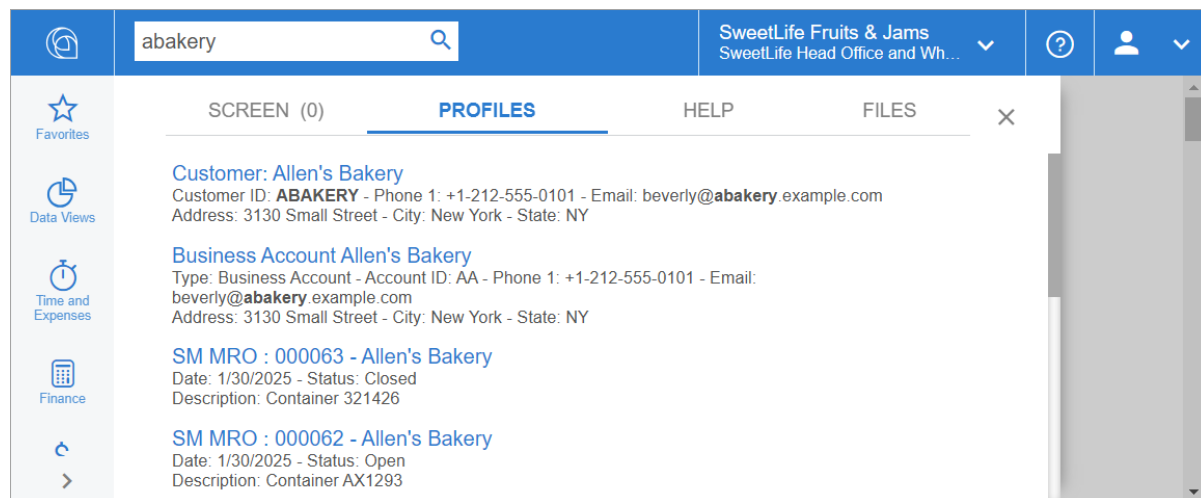 abakery
SweetLife Fruits & Jams
SweetLife Head Office and Wh...
Favorites
Data Views
Time and
Expenses
Finance
SCREEN (0)
PROFILES
HELP
FILES
Customer: Allen's Bakery
Customer ID: ABAKERY - Phone 1: +1-212-555-0101 - Email: beverly@abakery.example.com
Address: 3130 Small Street - City: New York - State: NY
Business Account Allen's Bakery
Type: Business Account - Account ID: AA - Phone 1: +1-212-555-0101 - Email:
beverly@abakery.example.com
Address: 3130 Small Street - City: New York - State: NY
SM MRO : 000063 - Allen's Bakery
Date: 1/30/2025 - Status: Closed
Description: Container 321426
SM MRO : 000062 - Allen's Bakery
Date: 1/30/2025 - Status: Open
Description: Container AX1293